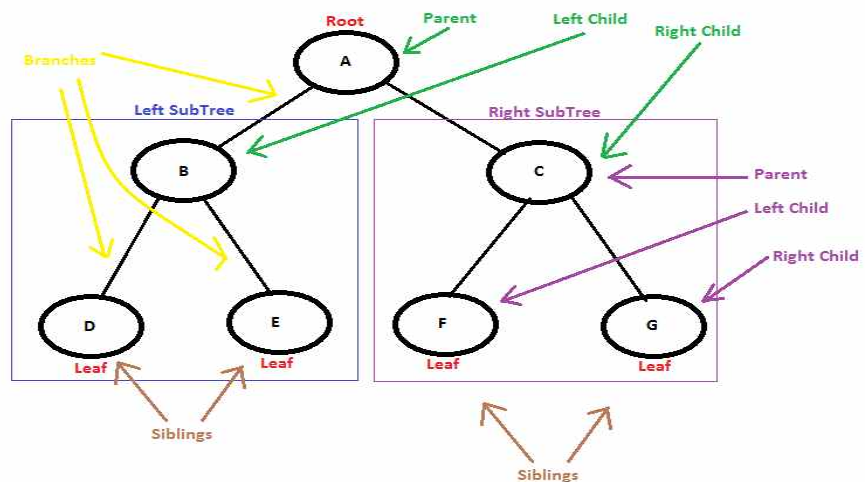 Root
Parent
Left Child
Right Child
A
Branches
Left SubTree
Right SubTree
B
C
Parent
Left Child
Right Child
D
E
F
G
Leaf
Leaf
Leaf
Leaf
Siblings
Siblings